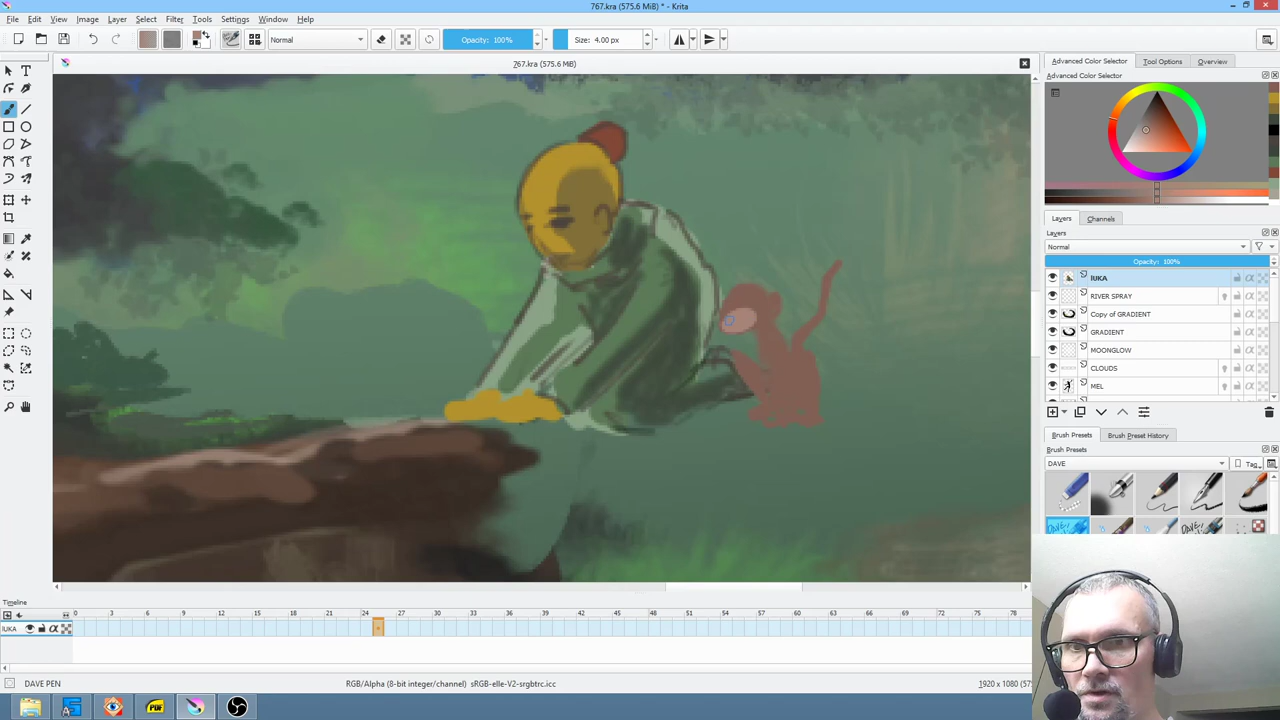 767.kra (575.6 MiB) * - Krita
File Edit View Image Layer Select Filter Tools Settings Window Help
Normal Opacity: 100% Size: 4.00 px
767.kra (575.6 MiB)
Advanced Color Selector Tool Options Overview
Advanced Color Selector
Layers Channels
Layers
Normal
Opacity: 100%
IUKA
RIVER SPRAY
Copy of GRADIENT
GRADIENT
MOONGLOW
CLOUDS
MEL
Brush Presets Brush Preset History
Brush Presets
DAVE Tag
Timeline
0 3 6 9 12 15 18 21 24 27 30 33 36 39 42 45 48 51 54 57 60 63 66 69 72 75 78
IUKA
DAVE PEN RGB/Alpha (8-bit integer/channel) sRGB-elle-V2-srgbtrc.icc 1920 x 1080 (57
PDF